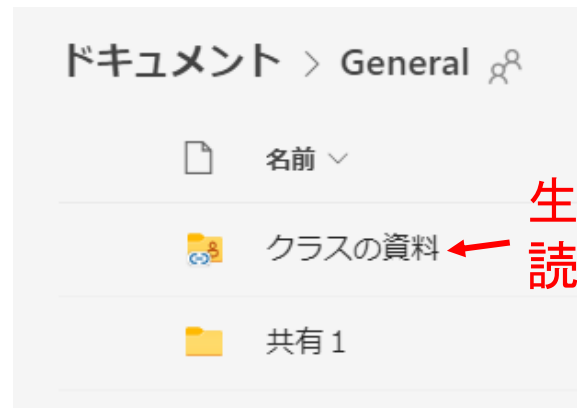 ドキュメント > General
名前
生
クラスの資料
読
共有1